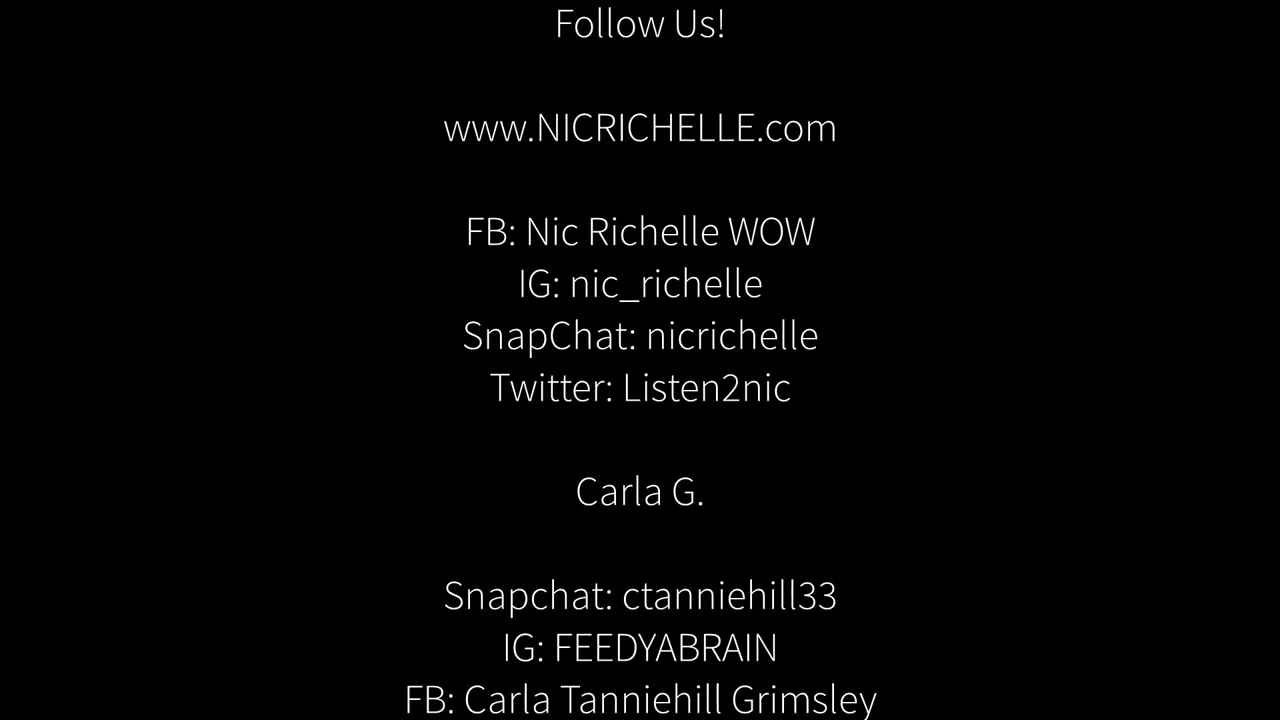 Follow Us!
www.NICRICHELLE.com
FB: Nic Richelle WOW
IG: nic_richelle
SnapChat: nicrichelle
Twitter: Listen2nic
Carla G.
Snapchat: ctanniehill33
IG: FEEDYABRAIN
FB: Carla Tanniehill Grimsley